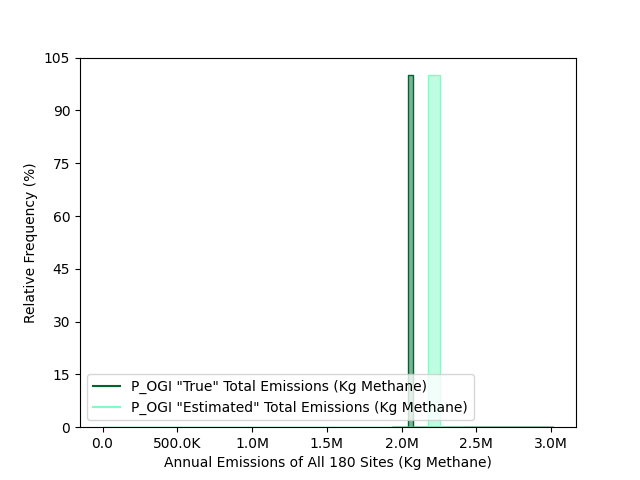 105
90
75
60
45
30
15
0
Relative Frequency (%)
P_OGI "True" Total Emissions (Kg Methane)
P_OGI "Estimated" Total Emissions (Kg Methane)
0.0 500.0K 1.0M 1.5M 2.0M 2.5M 3.0M
Annual Emissions of All 180 Sites (Kg Methane)